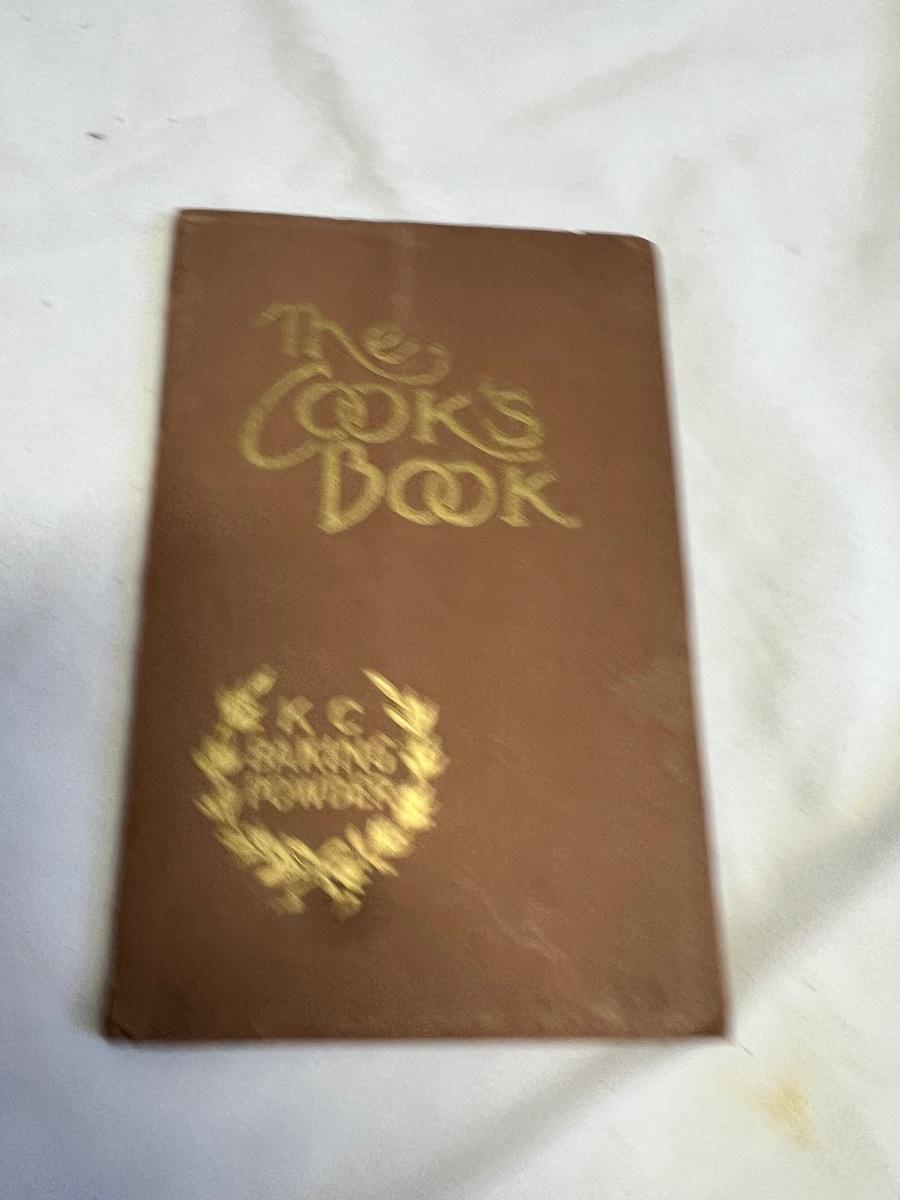 The
Cook's
Book
K C
BAKING
POWDER